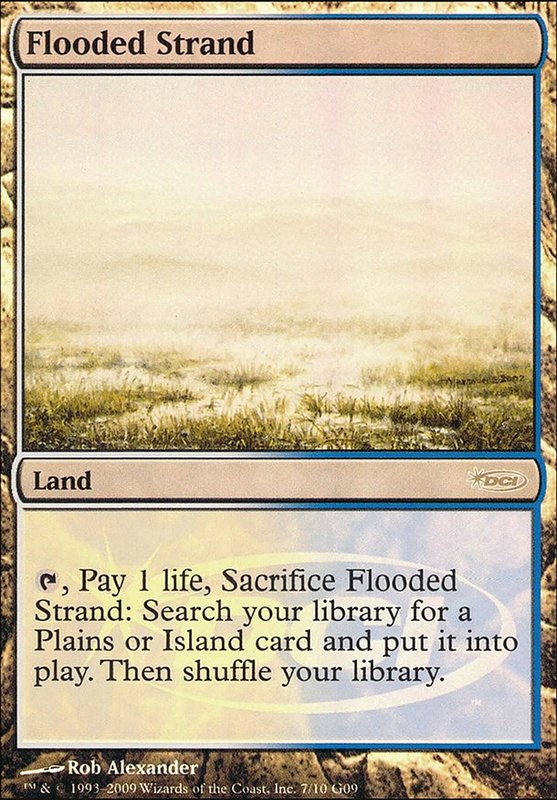 Flooded Strand
Land
DCI
, Pay 1 life, Sacrifice Flooded
Strand: Search your library for a
Plains or Island card and put it into
play. Then shuffle your library.
Rob Alexander
™ & © 1993–2009 Wizards of the Coast, Inc. 7/10 G09